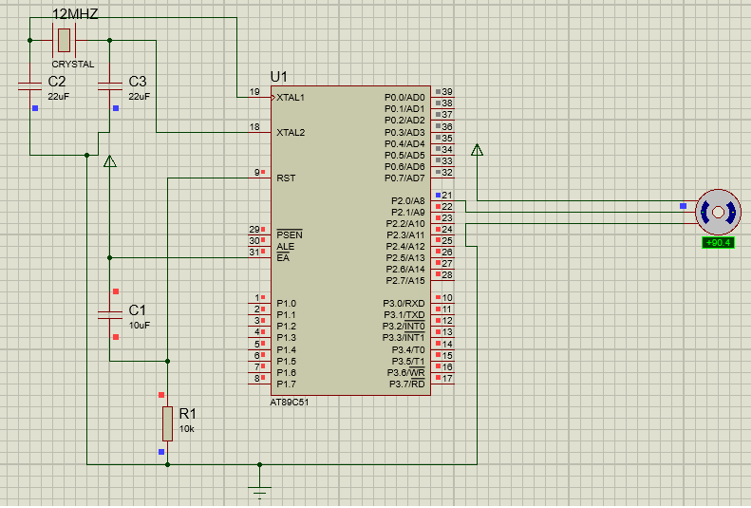 12MHZ
CRYSTAL
C2
22uF
C3
22uF
U1
19 XTAL1
18 XTAL2
9 RST
29 PSEN
30 ALE
31 EA
1 P1.0
2 P1.1
3 P1.2
4 P1.3
5 P1.4
6 P1.5
7 P1.6
8 P1.7
P0.0/AD0 39
P0.1/AD1 38
P0.2/AD2 37
P0.3/AD3 36
P0.4/AD4 35
P0.5/AD5 34
P0.6/AD6 33
P0.7/AD7 32
P2.0/A8 21
P2.1/A9 22
P2.2/A10 23
P2.3/A11 24
P2.4/A12 25
P2.5/A13 26
P2.6/A14 27
P2.7/A15 28
P3.0/RXD 10
P3.1/TXD 11
P3.2/INT0 12
P3.3/INT1 13
P3.4/T0 14
P3.5/T1 15
P3.6/WR 16
P3.7/RD 17
AT89C51
C1
10uF
R1
10k
+90.4